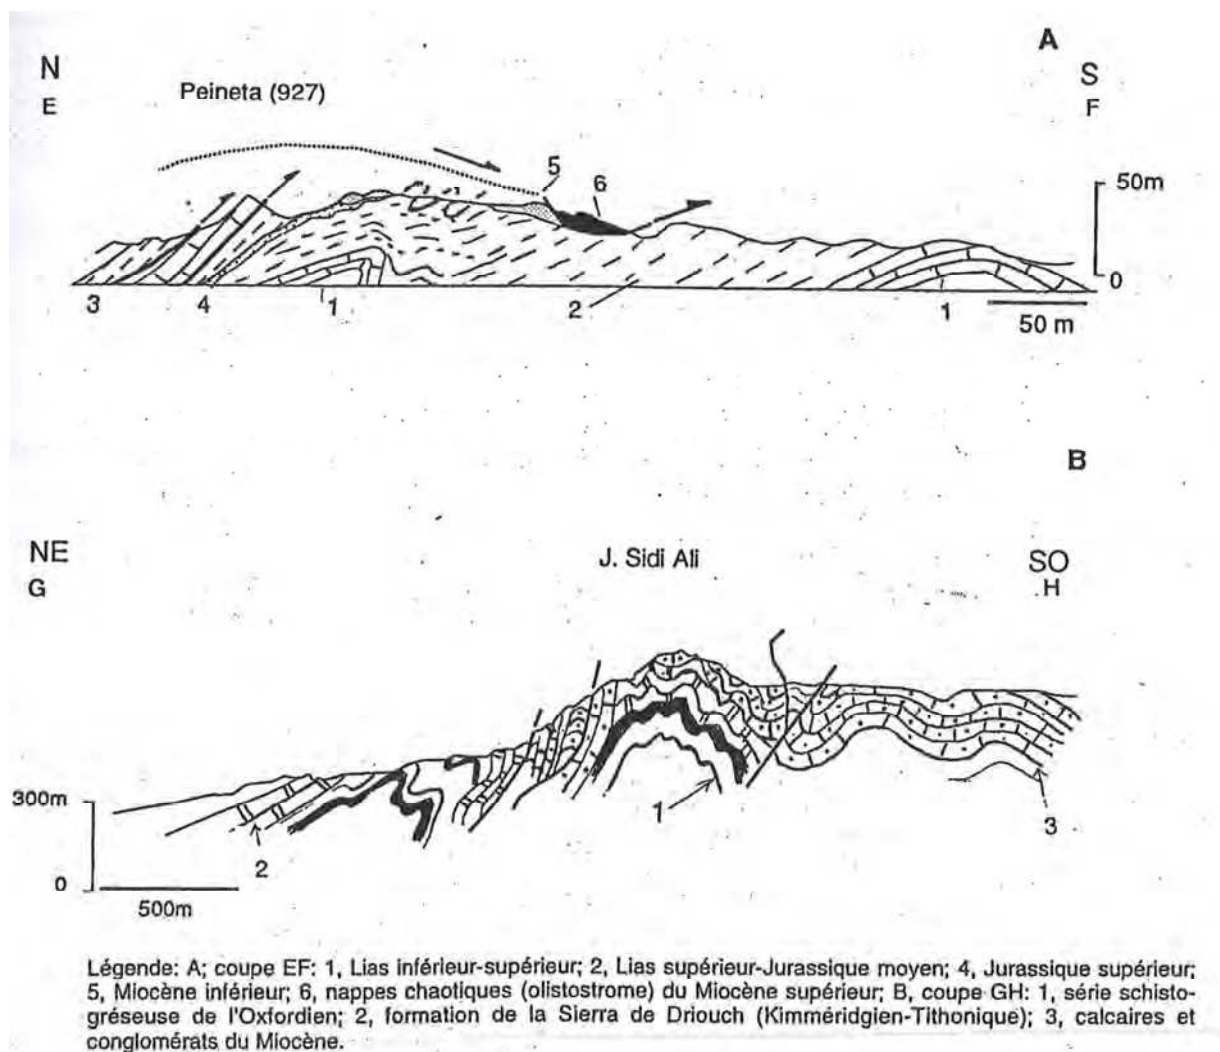 A
N
S
E
Peineta (927)
F
5
6
50m
0
3
4
1
2
1
50 m
B
NE
J. Sidi Ali
SO
G
H
300m
1
3
2
0
500m
Légende: A; coupe EF: 1, Lias inférieur-supérieur; 2, Lias supérieur-Jurassique moyen; 4, Jurassique supérieur;
5, Miocène inférieur; 6, nappes chaotiques (olistostrome) du Miocène supérieur; B, coupe GH: 1, série schisto-
gréseuse de l'Oxfordien; 2, formation de la Sierra de Driouch (Kimméridgien-Tithonique); 3, calcaires et
conglomérats du Miocène.